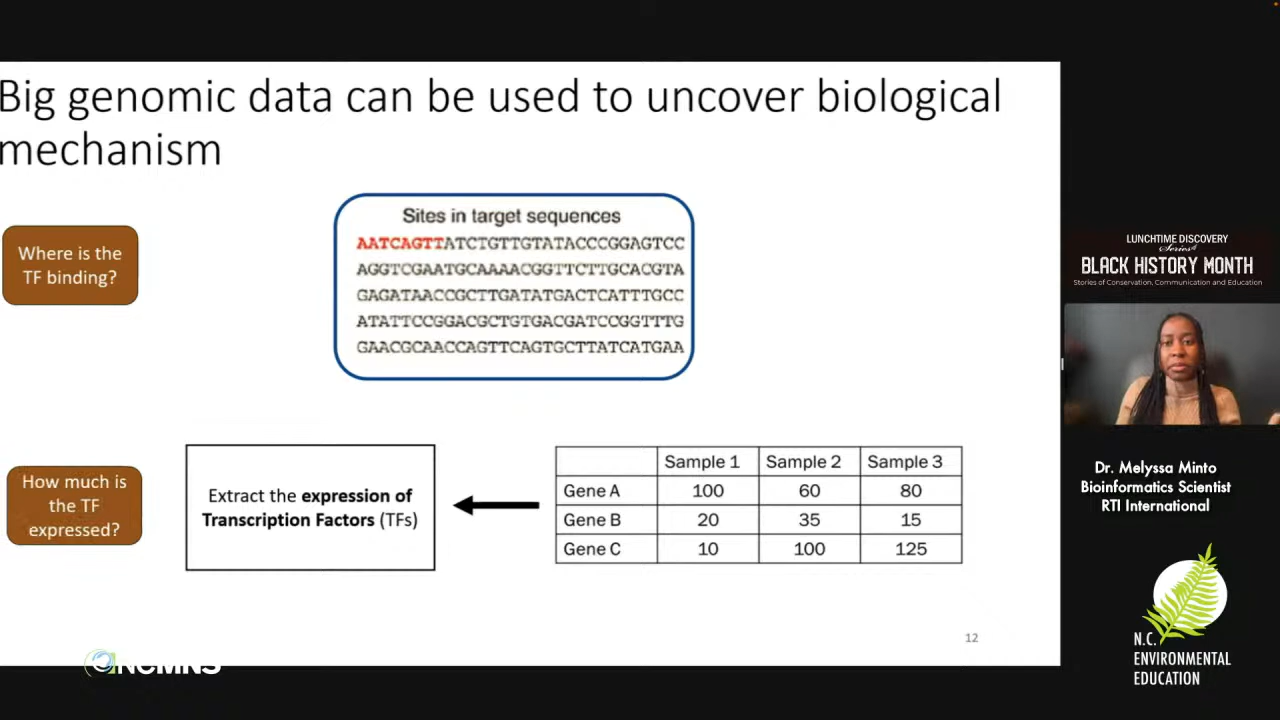 Big genomic data can be used to uncover biological
mechanism
Where is the
TF binding?
Sites in target sequences
AATCAGTTATCTGTTGTATACCCGGAGTCC
AGGTCGAATGCAAAACGGTTCTTGCACGTA
GAGATAACCGCTTGATATGACTCATTTGCC
ATATTCCGGACGCTGTGACGATCCGGTTTG
GAACGCAACCAGTTCAGTGCTTATCATGAA
How much is
the TF
expressed?
Extract the expression of
Transcription Factors (TFs)
Sample 1 Sample 2 Sample 3
Gene A 100 60 80
Gene B 20 35 15
Gene C 10 100 125
12
NCMNS
LUNCHTIME DISCOVERY
Series
BLACK HISTORY MONTH
Stories of Conservation, Communication and Education
Dr. Melyssa Minto
Bioinformatics Scientist
RTI International
N.C.
ENVIRONMENTAL
EDUCATION